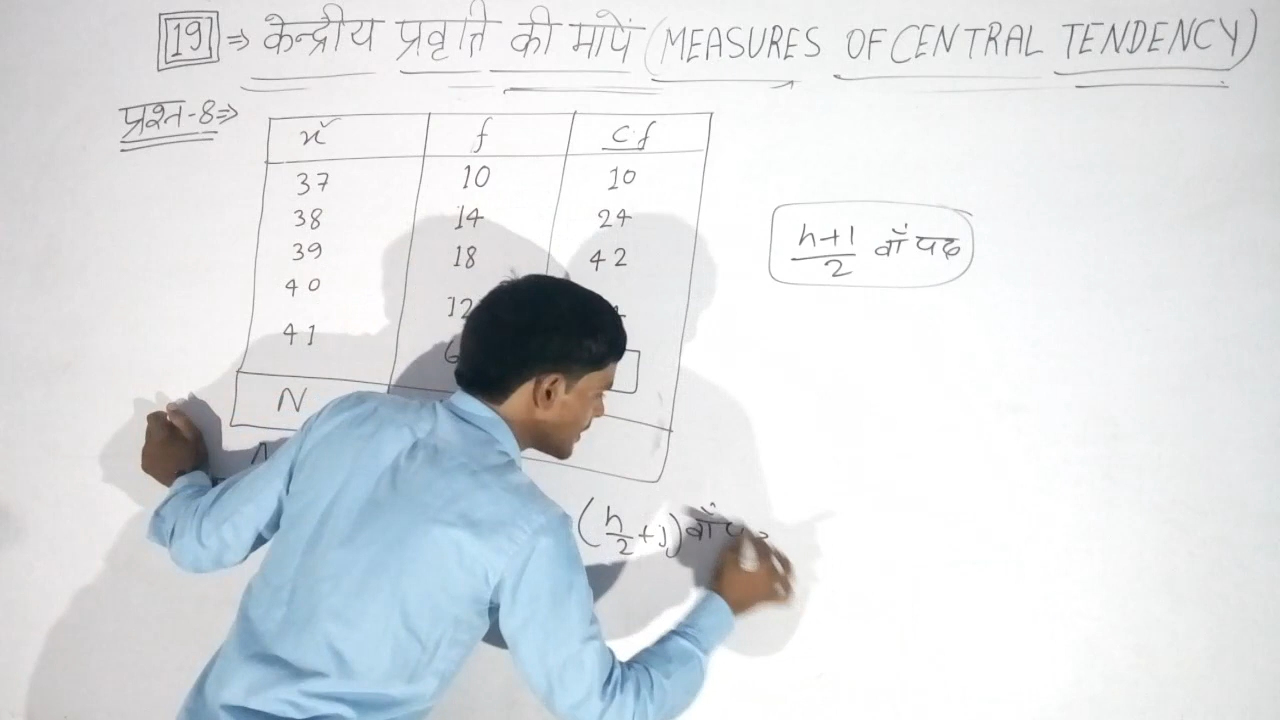 19 ⇒ केन्द्रीय प्रवृति की मापें (MEASURES OF CENTRAL TENDENCY)
प्रश्न-8⇒
x f c.f
37 10 10
38 14 24
39 18 42
40 12
41 6
N
n+1/2 वाँ पद
(n/2+1) वाँ